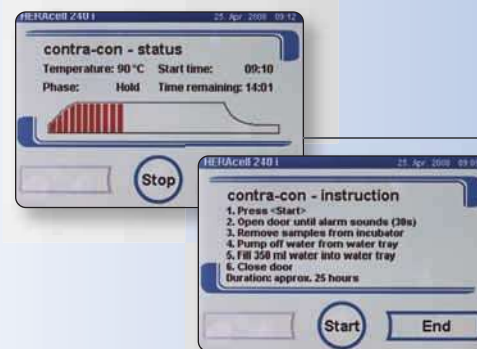 HERAcell 240 i 25. Apr. 2008 09:12
contra-con - status
Temperature: 90 °C Start time: 09:10
Phase: Hold Time remaining: 14:01
Stop
HERAcell 240 i 25. Apr. 2008 09:09
contra-con - instruction
1. Press <Start>
2. Open door until alarm sounds (30s)
3. Remove samples from incubator
4. Pump off water from water tray
5. Fill 350 ml water into water tray
6. Close door
Duration: approx. 25 hours
Start End